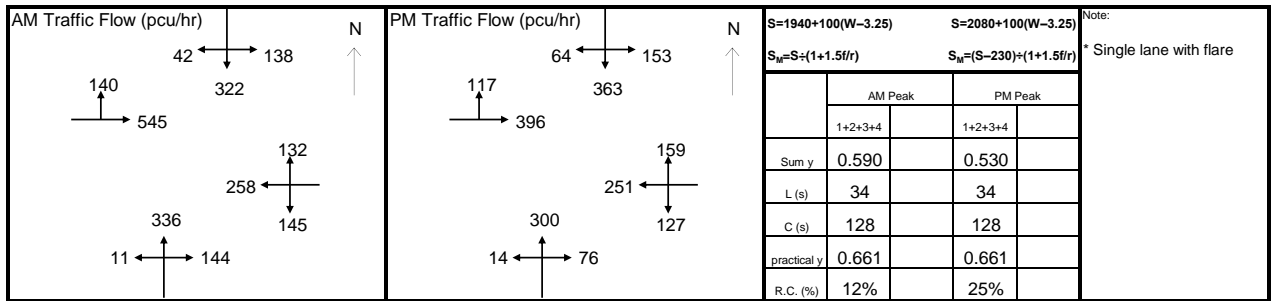 AM Traffic Flow (pcu/hr)
N
42
138
322
140
545
132
258
145
336
11
144
PM Traffic Flow (pcu/hr)
N
64
153
363
117
396
159
251
127
300
14
76
S=1940+100(W–3.25) S=2080+100(W–3.25)
S_M=S÷(1+1.5f/r) S_M=(S–230)÷(1+1.5f/r)
AM Peak PM Peak
1+2+3+4 1+2+3+4
Sum y 0.590 0.530
L (s) 34 34
C (s) 128 128
practical y 0.661 0.661
R.C. (%) 12% 25%
Note:
* Single lane with flare